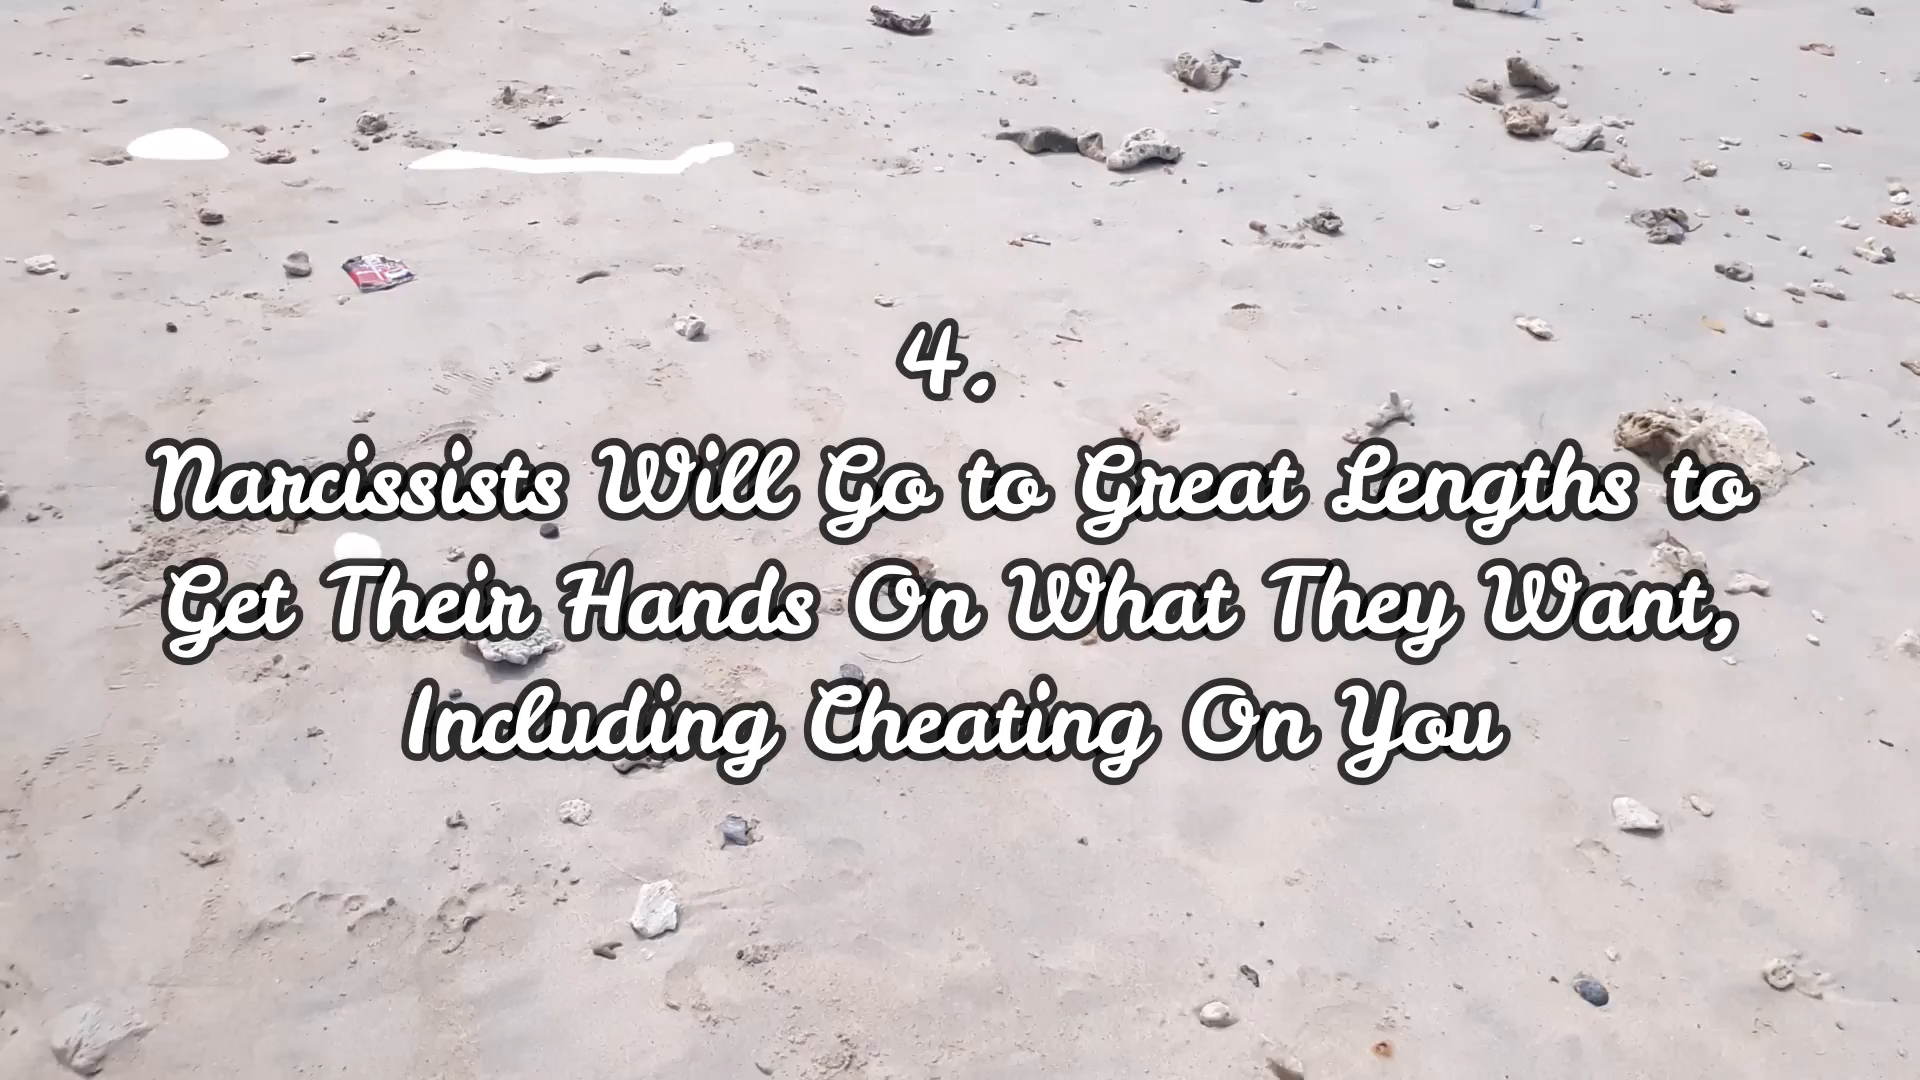 4.
Narcissists Will Go to Great Lengths to
Get Their Hands On What They Want,
Including Cheating On You